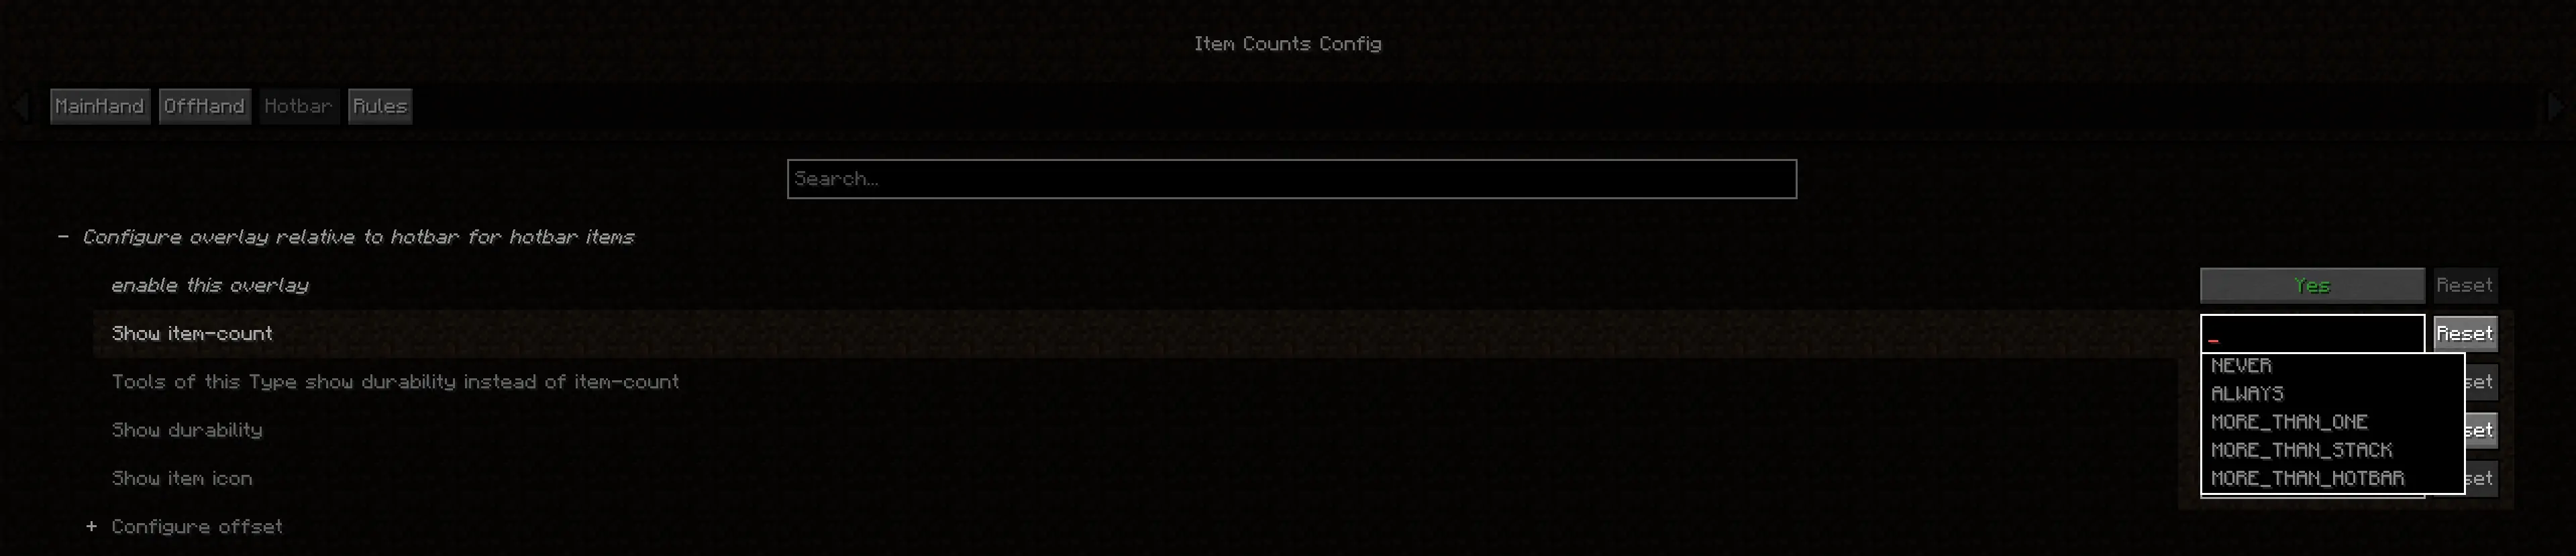 Item Counts Config
MainHand OffHand Hotbar Rules
Search...
- Configure overlay relative to hotbar for hotbar items
enable this overlay Yes Reset
Show item-count _ Reset
NEVER
Tools of this Type show durability instead of item-count set
ALWAYS
MORE_THAN_ONE
Show durability set
MORE_THAN_STACK
Show item icon MORE_THAN_HOTBAR set
+ Configure offset